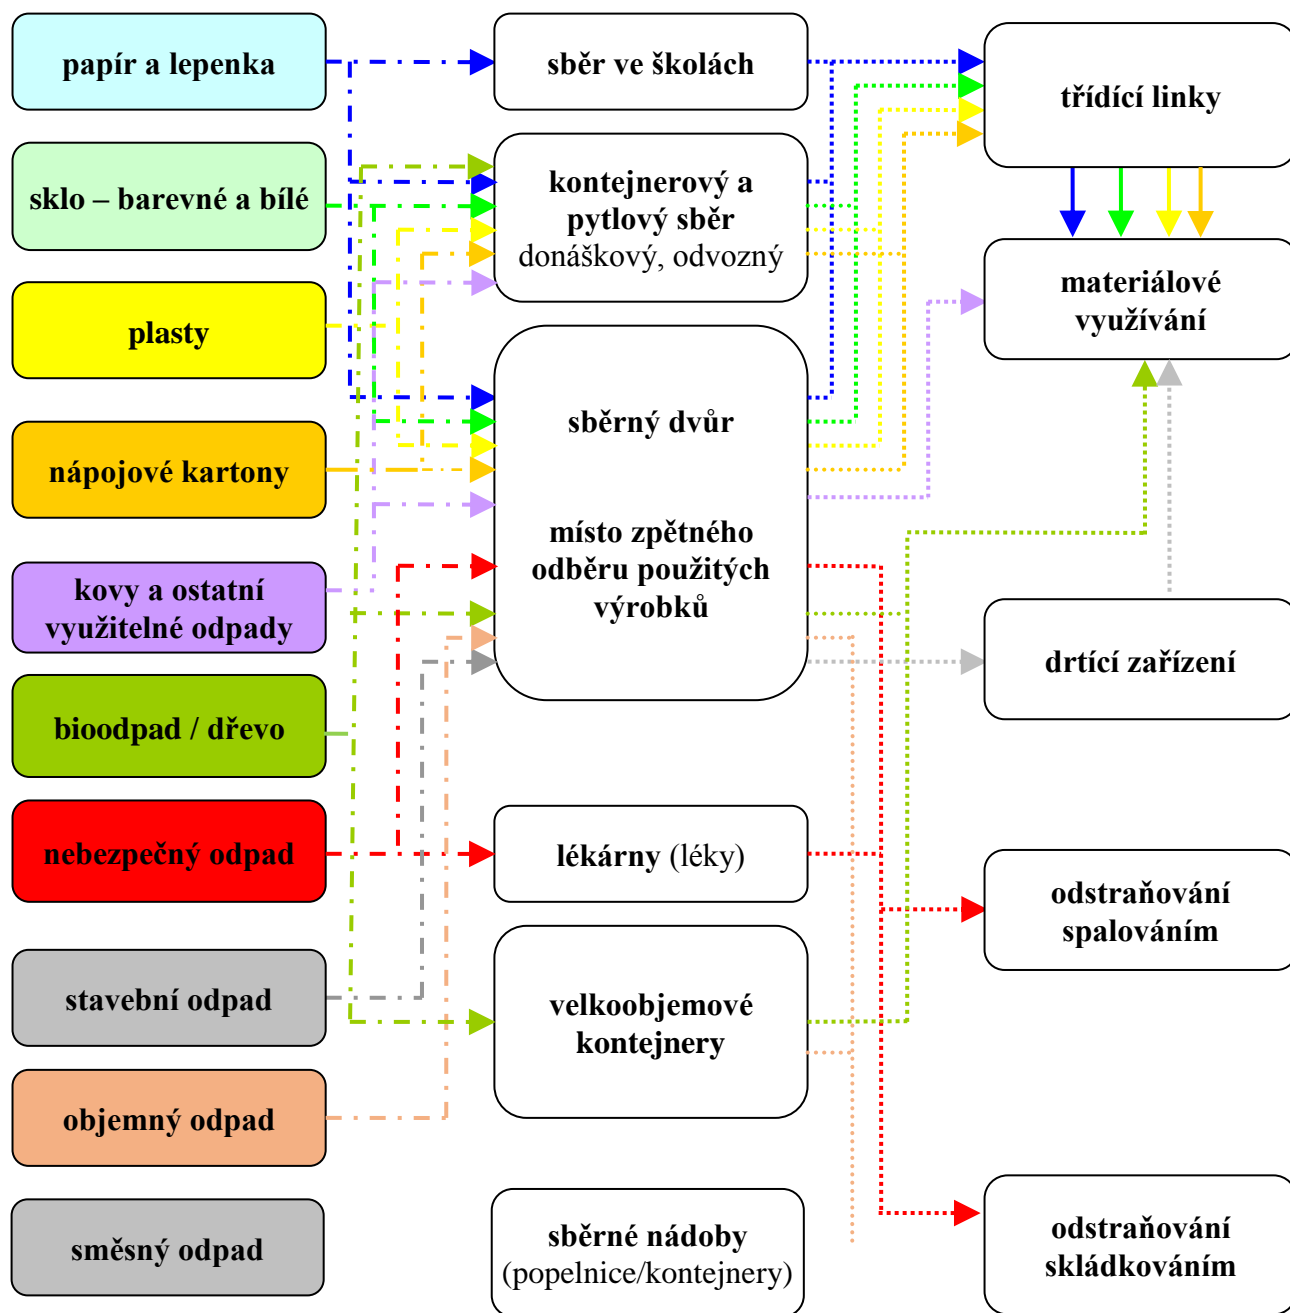 papír a lepenka
sklo – barevné a bílé
plasty
nápojové kartony
kovy a ostatní
využitelné odpady
bioodpad / dřevo
nebezpečný odpad
stavební odpad
objemný odpad
směsný odpad
sběr ve školách
kontejnerový a
pytlový sběr
donáškový, odvozný
sběrný dvůr
místo zpětného
odběru použitých
výrobků
lékárny (léky)
velkoobjemové
kontejnery
sběrné nádoby
(popelnice/kontejnery)
třídící linky
materiálové
využívání
drtící zařízení
odstraňování
spalováním
odstraňování
skládkováním